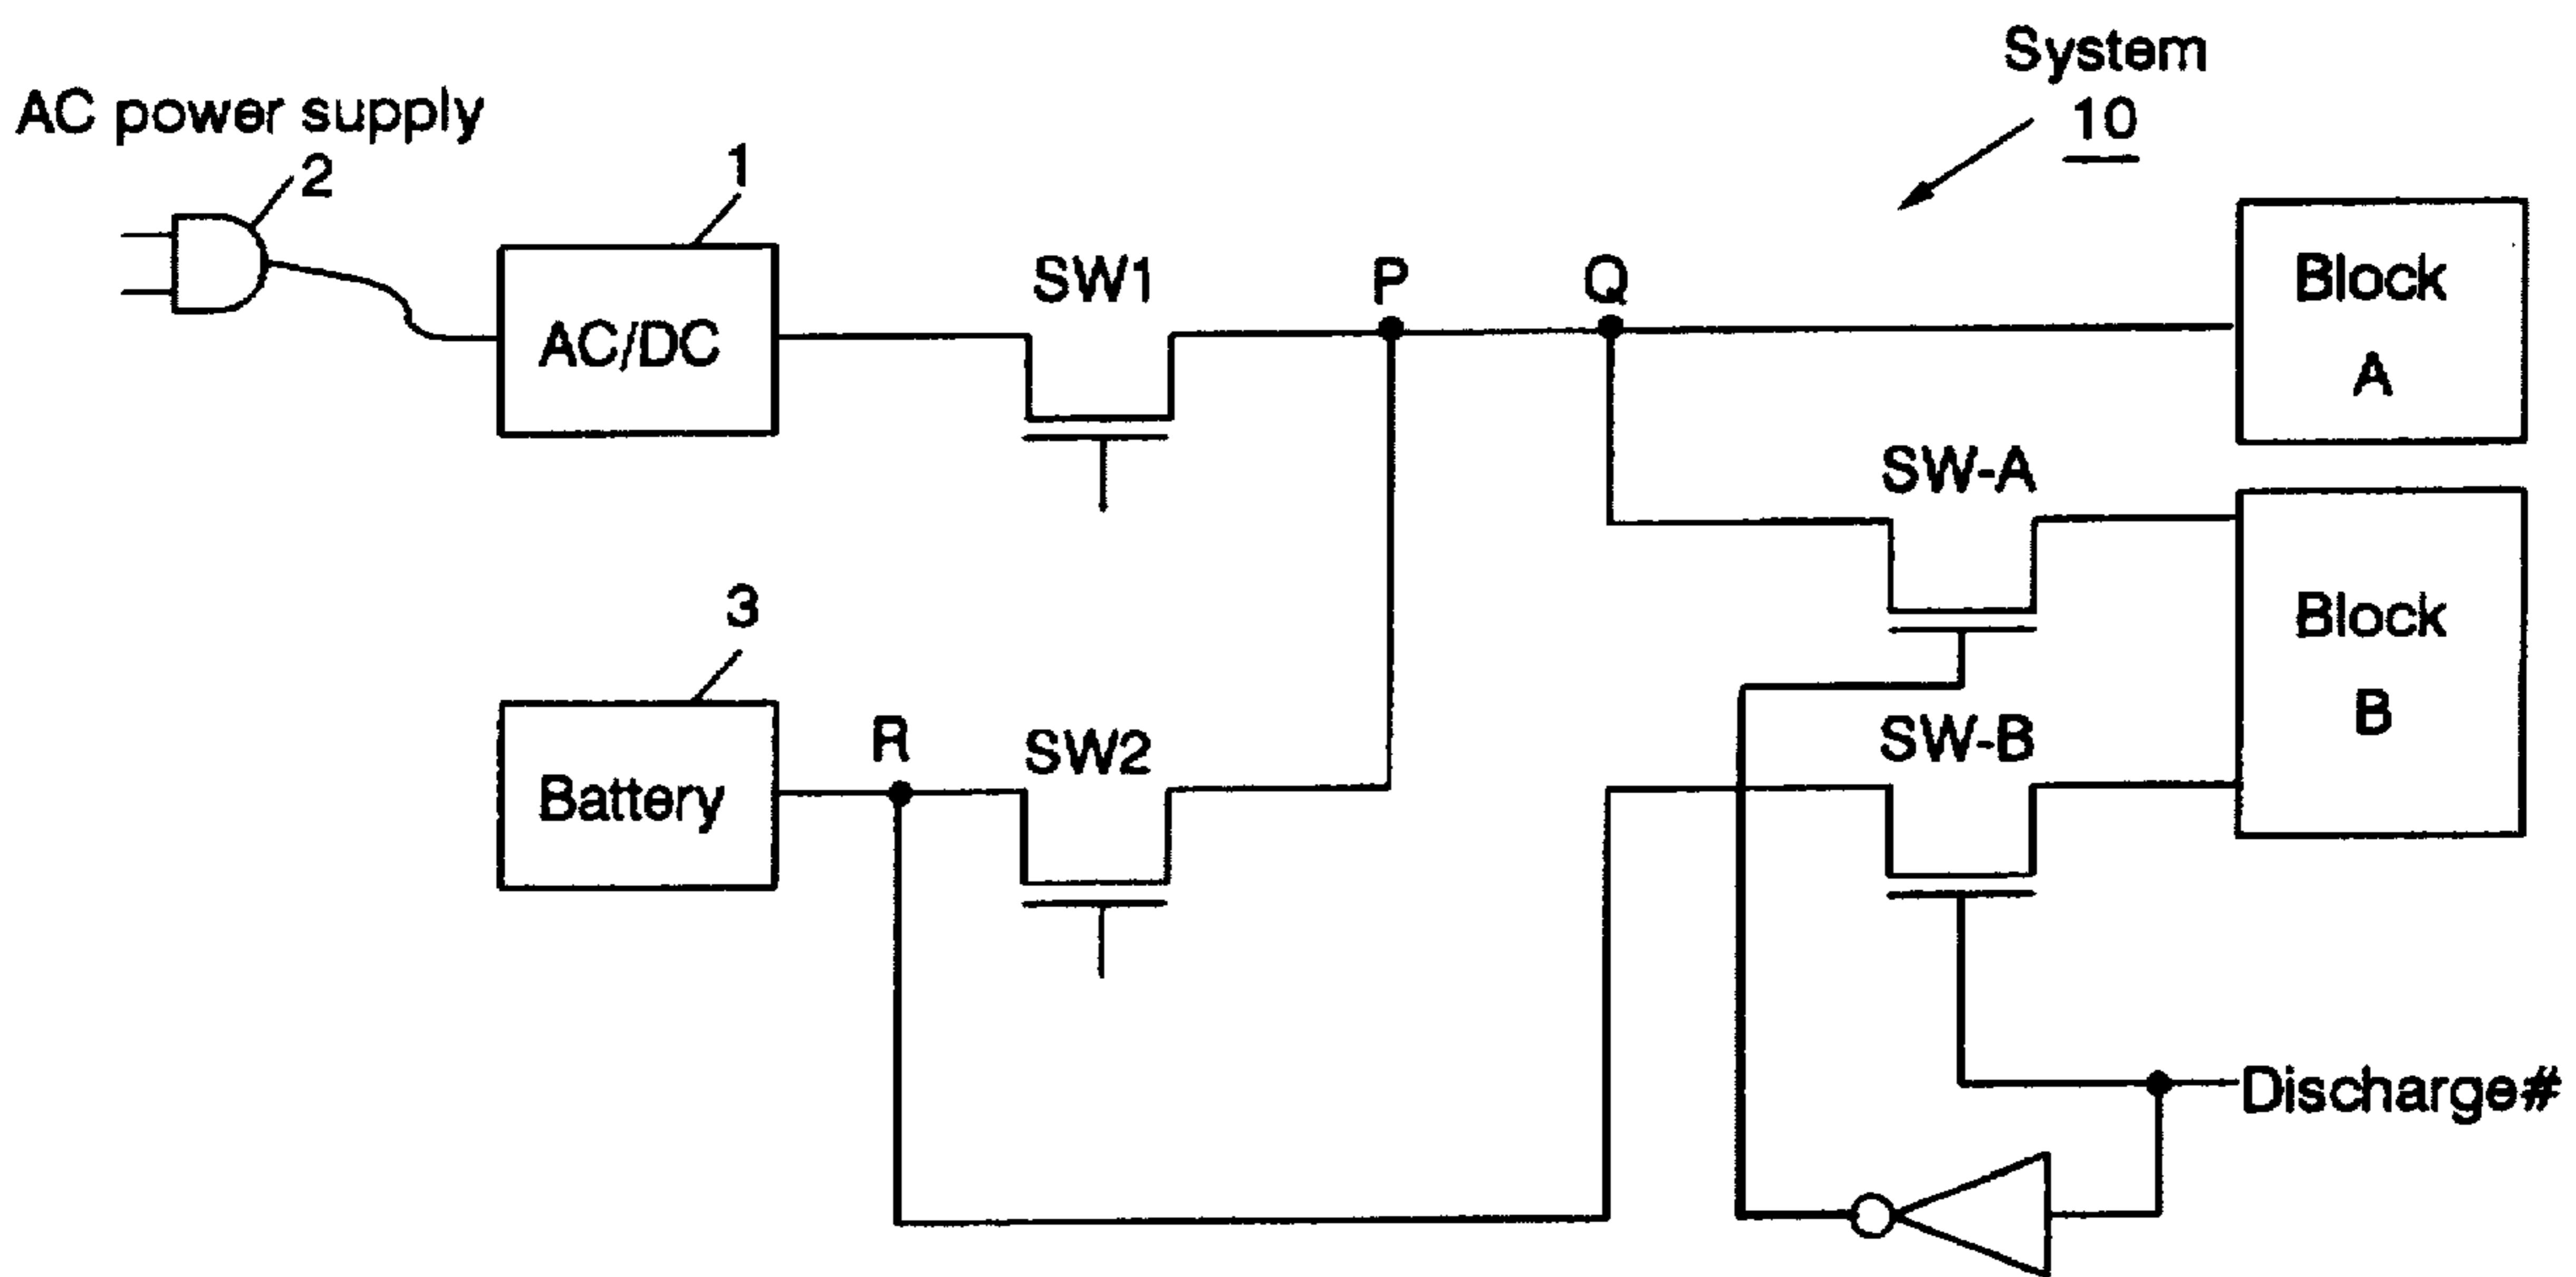 System
10
AC power supply
2
1
AC/DC
SW1
P
Q
Block
A
SW-A
3
Battery
R
SW2
SW-B
Block
B
Discharge#